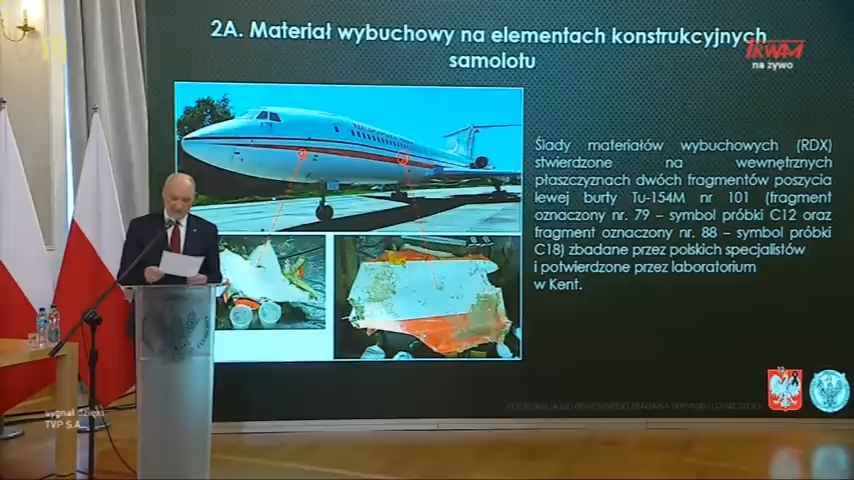 2A. Materiał wybuchowy na elementach konstrukcyjnych
samolotu
TRWAM
na żywo
Ślady materiałów wybuchowych (RDX)
stwierdzone na wewnętrznych
płaszczyznach dwóch fragmentów poszycia
lewej burty Tu-154M nr 101 (fragment
oznaczony nr. 79 – symbol próbki C12 oraz
fragment oznaczony nr. 88 – symbol próbki
C18) zbadane przez polskich specjalistów
i potwierdzone przez laboratorium
w Kent.
sygnał dzięki
TVP S.A.